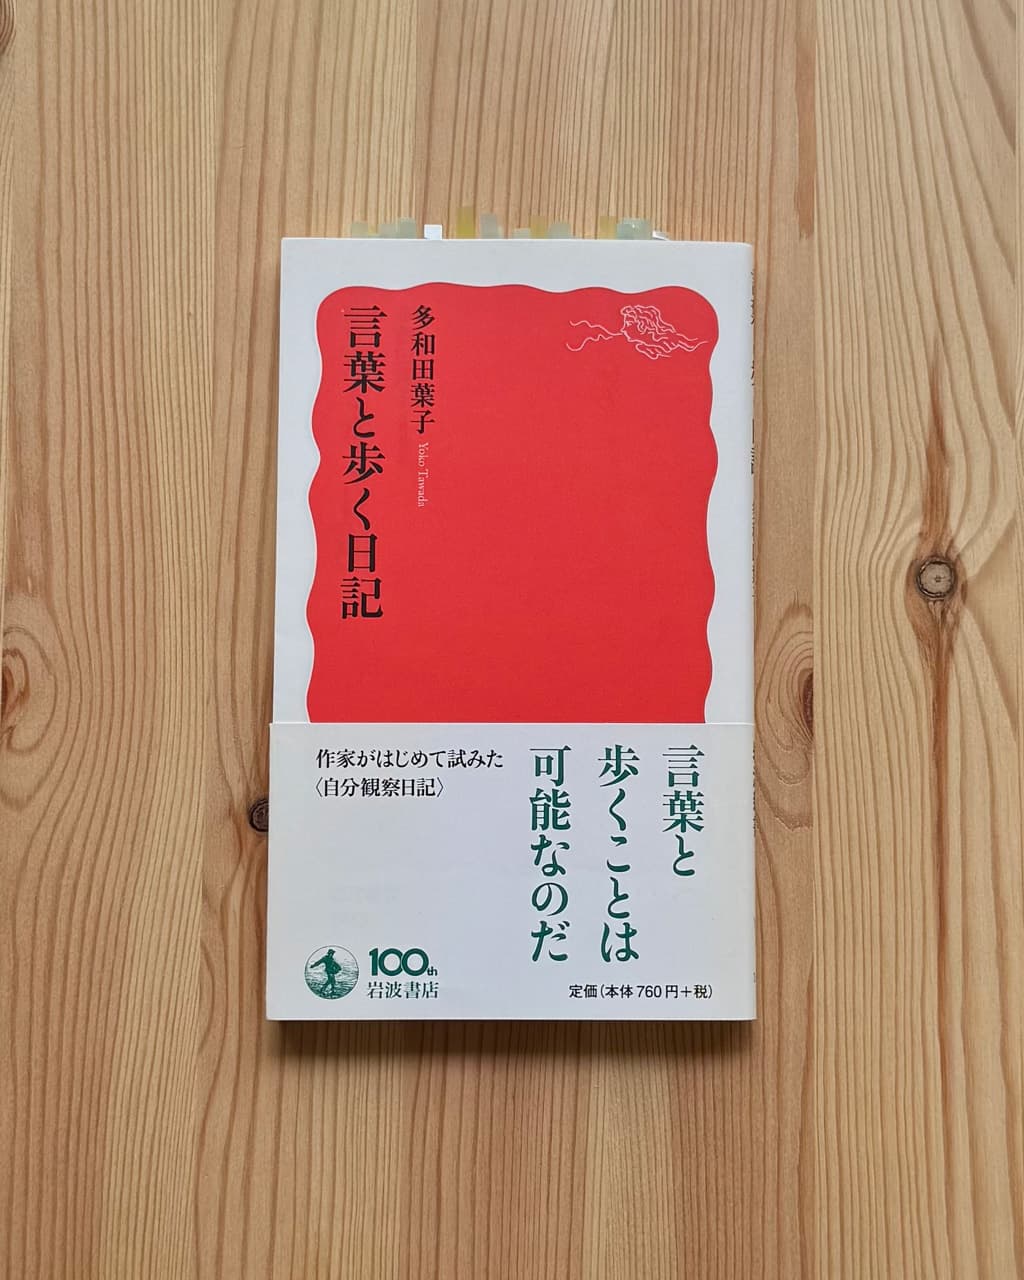 言葉と歩く日記
多和田葉子
Yoko Tawada
言葉と
歩くことは
可能なのだ
作家がはじめて試みた
〈自分観察日記〉
100th
岩波書店
定価(本体760円+税)